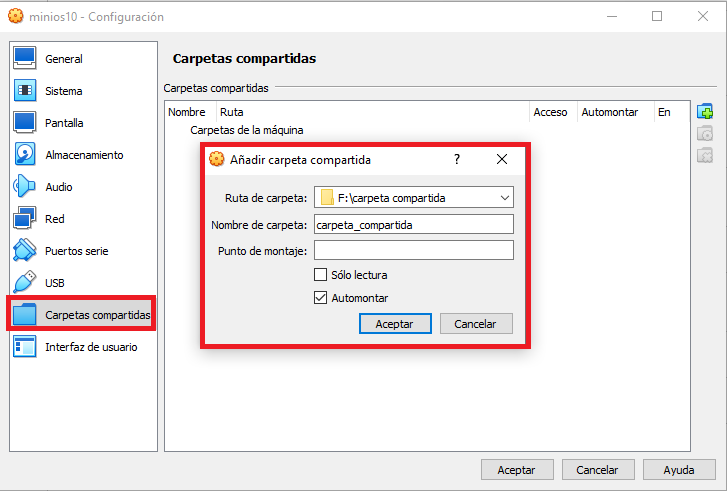 minios10 - Configuración
General
Sistema
Pantalla
Almacenamiento
Audio
Red
Puertos serie
USB
Carpetas compartidas
Interfaz de usuario
Carpetas compartidas
Carpetas compartidas
Nombre Ruta Acceso Automontar En
Carpetas de la máquina
Añadir carpeta compartida ?
Ruta de carpeta: F:\carpeta compartida
Nombre de carpeta: carpeta_compartida
Punto de montaje:
Sólo lectura
Automontar
Aceptar Cancelar
Aceptar Cancelar Ayuda